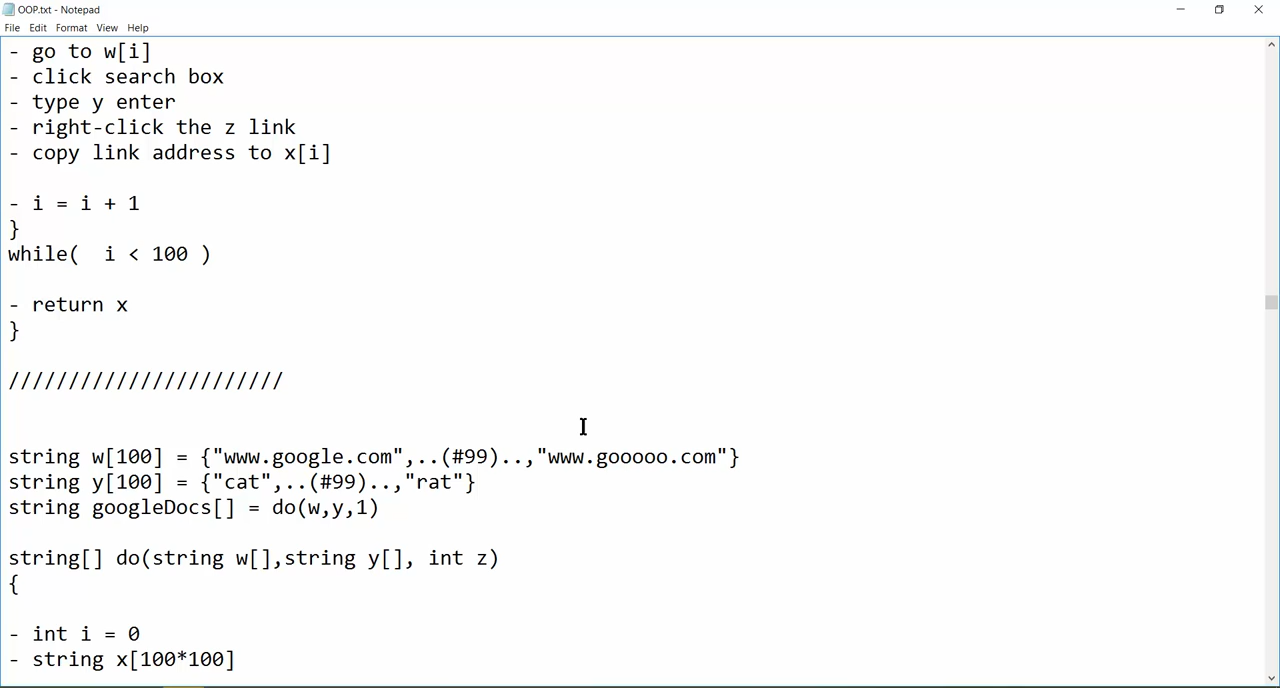 OOP.txt - Notepad
File Edit Format View Help
- go to w[i]
- click search box
- type y enter
- right-click the z link
- copy link address to x[i]
- i = i + 1
}
while(  i < 100 )
- return x
}
///////////////////////
string w[100] = {"www.google.com",..(#99)..,"www.gooooo.com"}
string y[100] = {"cat",..(#99)..,"rat"}
string googleDocs[] = do(w,y,1)
string[] do(string w[],string y[], int z)
{
- int i = 0
- string x[100*100]